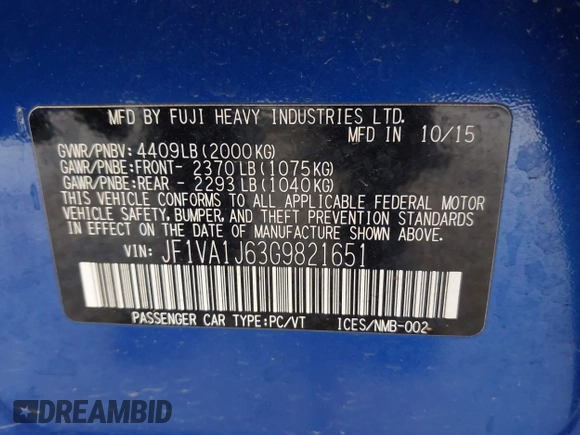 MFD BY FUJI HEAVY INDUSTRIES LTD.
MFD IN 10/15
GVWR/PNBV: 4409LB(2000KG)
GAWR/PNBE:FRONT- 2370LB(1075KG)
GAWR/PNBE:REAR - 2293LB(1040KG)
THIS VEHICLE CONFORMS TO ALL APPLICABLE FEDERAL MOTOR
VEHICLE SAFETY, BUMPER, AND THEFT PREVENTION STANDARDS
IN EFFECT ON THE DATE OF MANUFACTURE SHOWN ABOVE.
VIN: JF1VA1J63G9821651
PASSENGER CAR TYPE:PC/VT ICES/NMB-002
DREAMBID